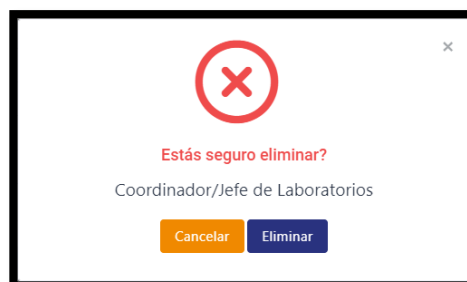 ×
Estás seguro eliminar?
Coordinador/Jefe de Laboratorios
Cancelar Eliminar